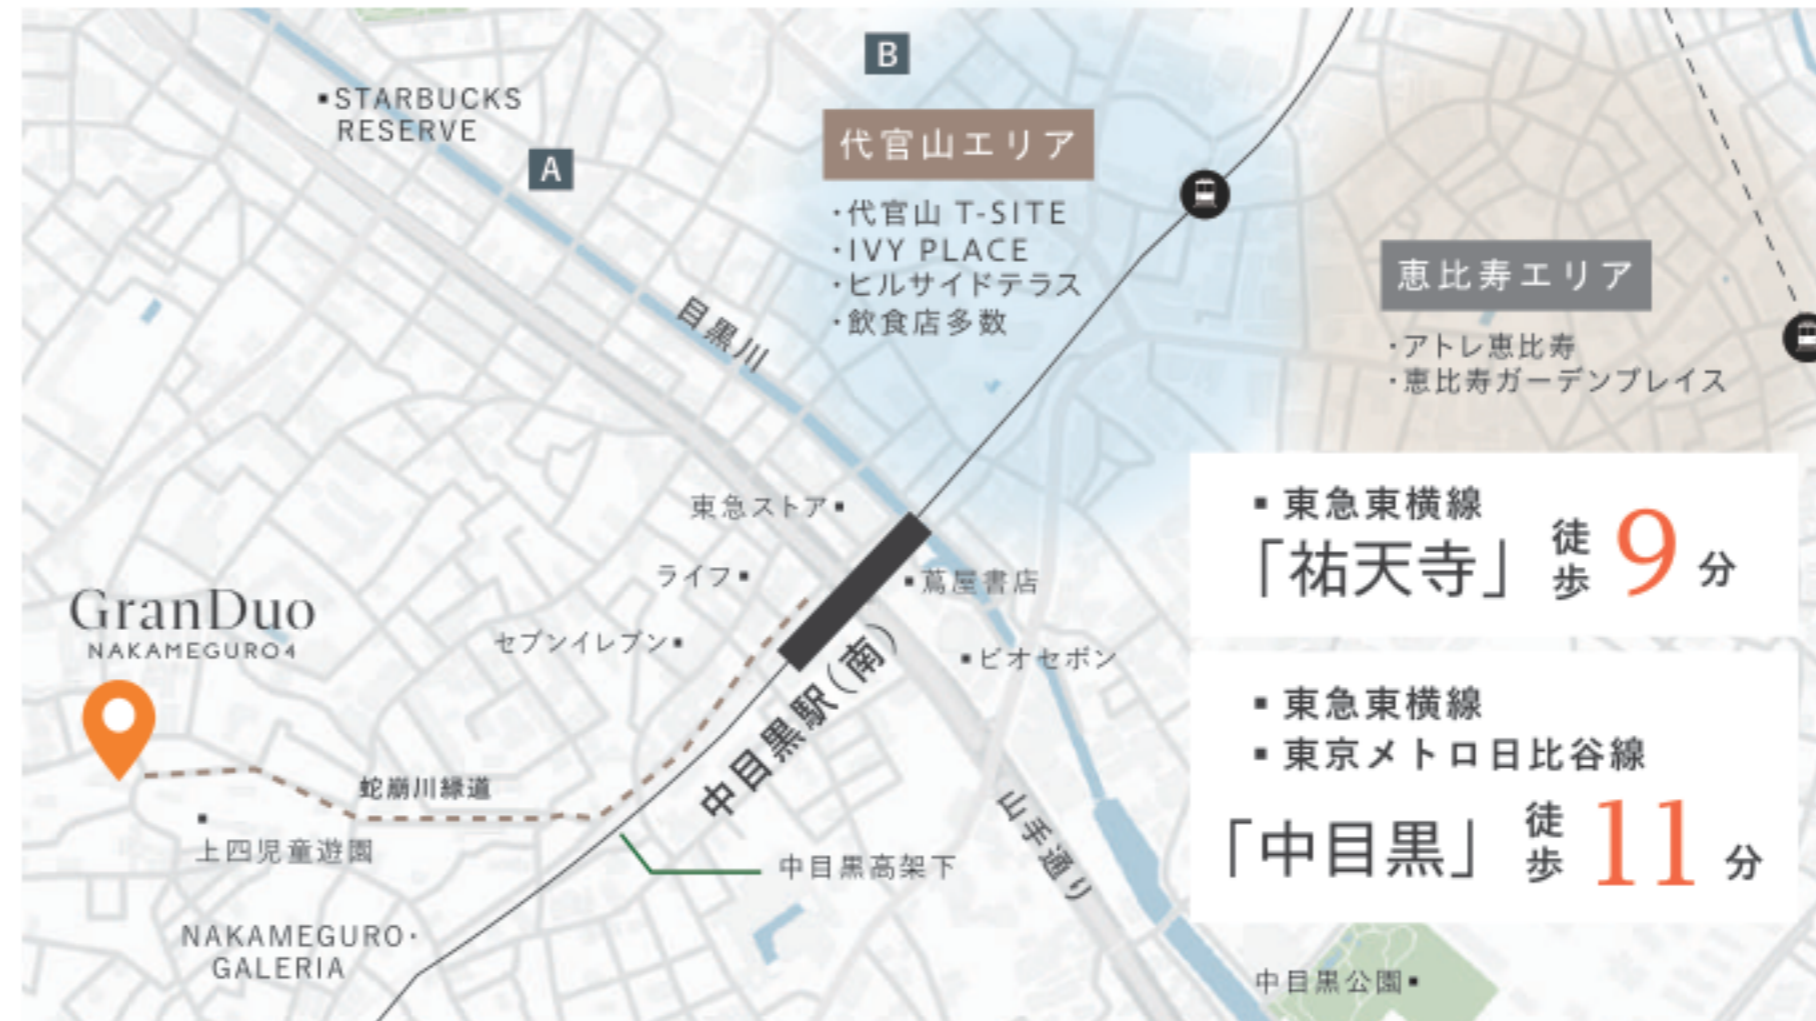 B
STARBUCKS
RESERVE
A
代官山エリア
・代官山 T-SITE
・IVY PLACE
・ヒルサイドテラス
・飲食店多数
恵比寿エリア
・アトレ恵比寿
・恵比寿ガーデンプレイス
目黒川
東急ストア
ライフ
蔦屋書店
セブンイレブン
ビオセボン
中目黒駅(南)
GranDuo
NAKAMEGURO4
蛇崩川緑道
上四児童遊園
中目黒高架下
山手通り
NAKAMEGURO
GALERIA
中目黒公園
▪東急東横線
「祐天寺」 徒歩 9 分
▪東急東横線
▪東京メトロ日比谷線
「中目黒」 徒歩 11 分